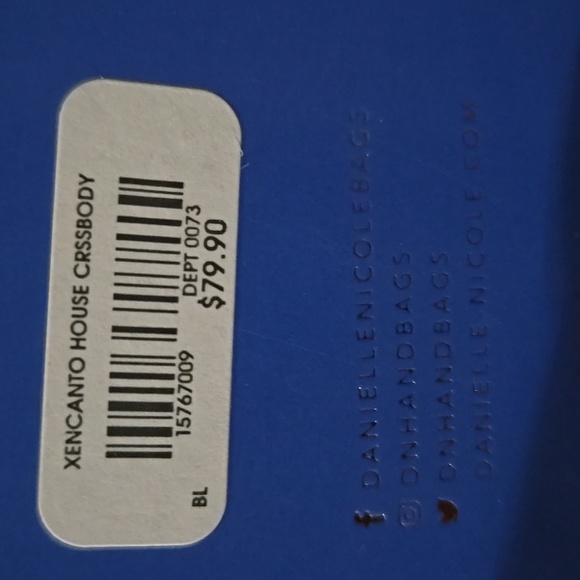 XENCANTO HOUSE CRSSBODY
15767009
DEPT 0073
$79.90
BL
DANIELLENICOLEBAGS
DNHANDBAGS
DNHANDBAGS
DANIELLE-NICOLE.COM